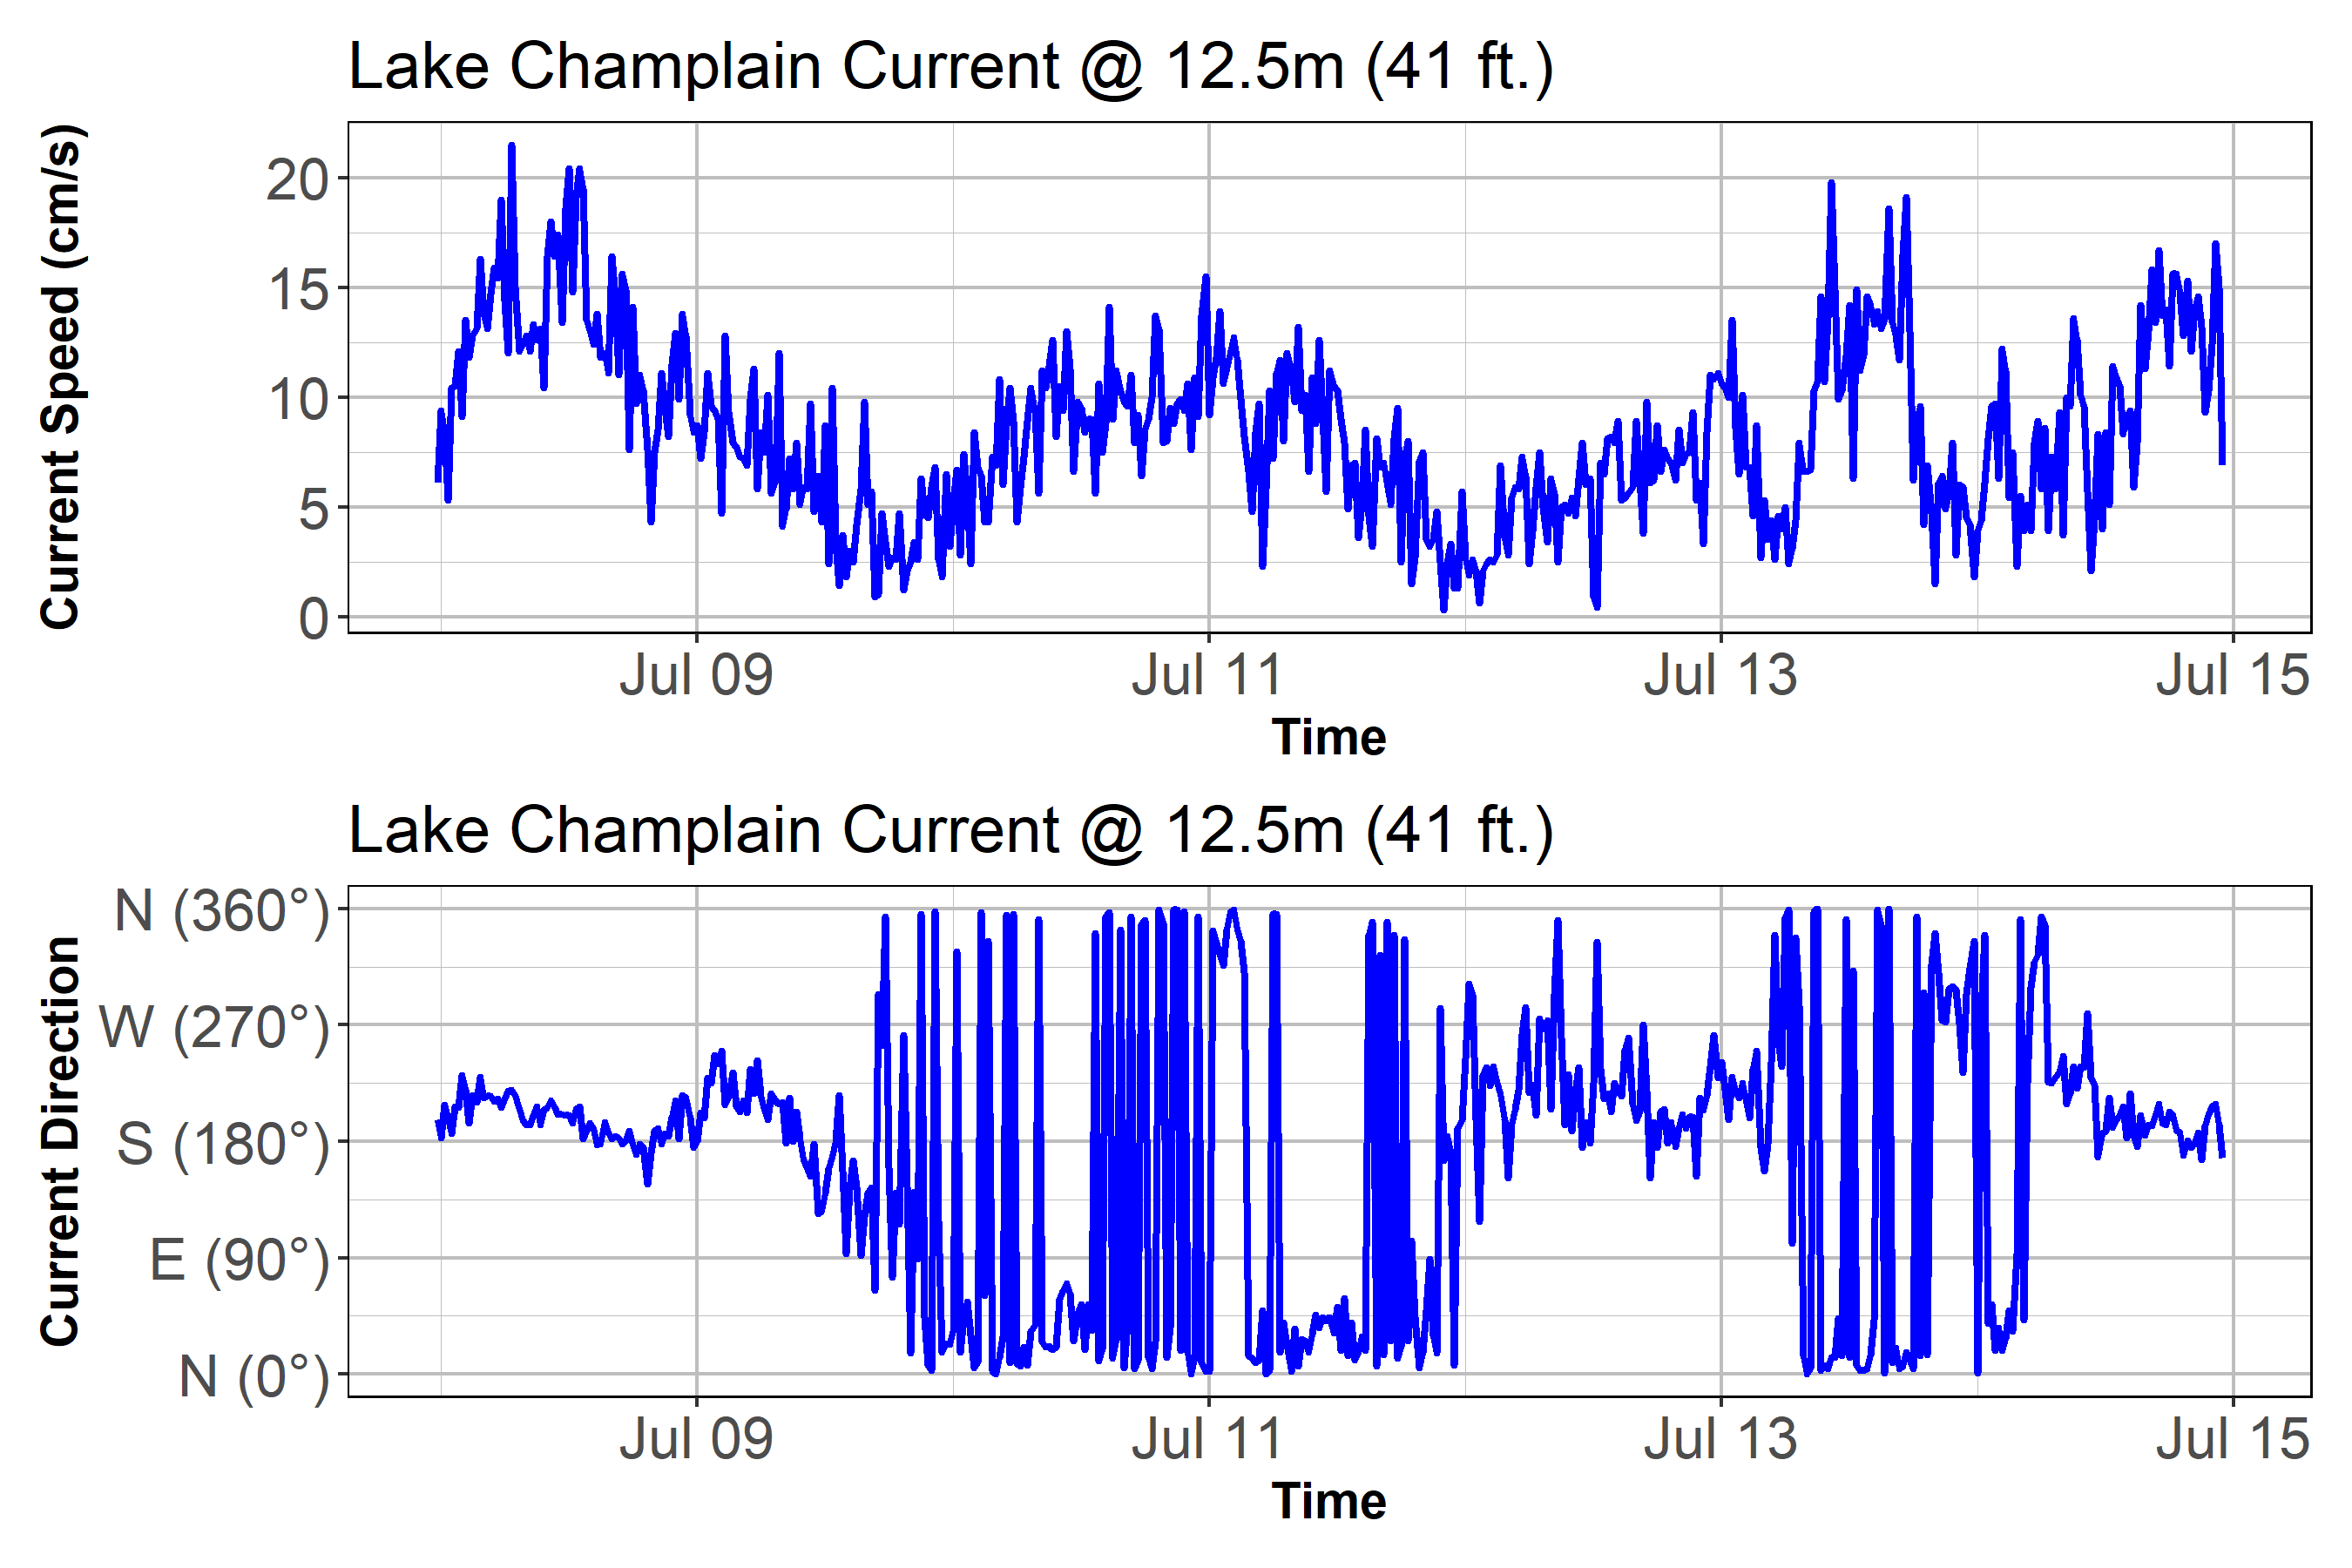 Lake Champlain Current @ 12.5m (41 ft.)
Current Speed (cm/s)
20
15
10
5
0
Jul 09 Jul 11 Jul 13 Jul 15
Time
Lake Champlain Current @ 12.5m (41 ft.)
Current Direction
N (360°)
W (270°)
S (180°)
E (90°)
N (0°)
Jul 09 Jul 11 Jul 13 Jul 15
Time